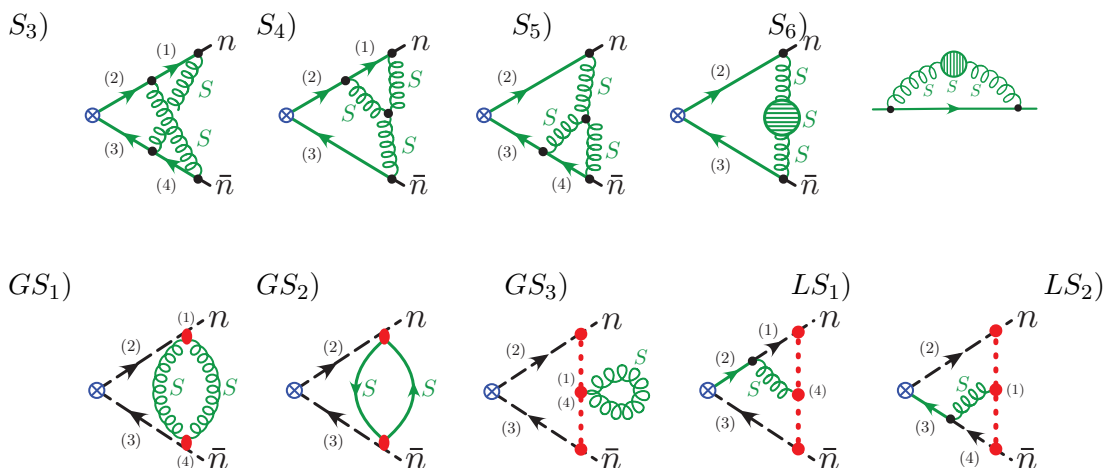 S₃) S₄) S₅) S₆)
(1) n (1) n n n
(2) (2) (2) (2)
S S S S S S S S S S
(3) (3) (3) (3)
(4) n̄ n̄ (4) n̄ n̄
GS₁) GS₂) GS₃) LS₁) LS₂)
(1) n n n (1) n n
(2) (2) (2) (2) (2)
S S S S S (1) (4) (4) S (1)
(3) (3) (3) (3) (3)
(4) n̄ n̄ n̄ n̄ (4) n̄